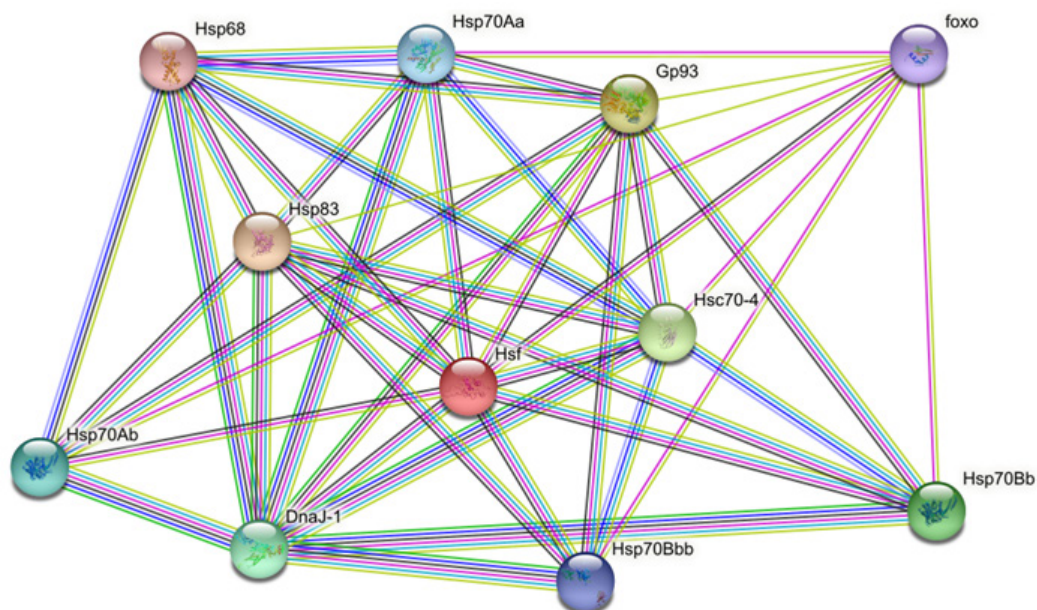 Hsp68
Hsp70Aa
foxo
Gp93
Hsp83
Hsc70-4
Hsf
Hsp70Ab
Hsp70Bb
DnaJ-1
Hsp70Bbb